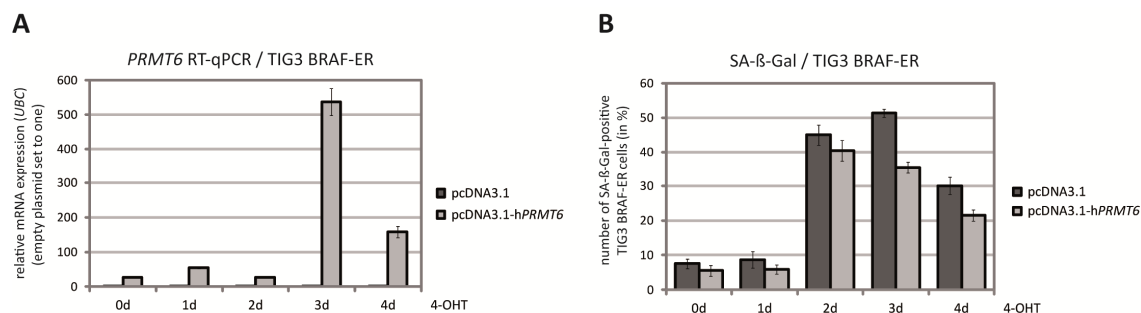 A
PRMT6 RT-qPCR / TIG3 BRAF-ER
relative mRNA expression (UBC)
(empty plasmid set to one)
600
500
400
300
200
100
0
0d 1d 2d 3d 4d 4-OHT
pcDNA3.1
pcDNA3.1-hPRMT6
B
SA-ß-Gal / TIG3 BRAF-ER
number of SA-ß-Gal-positive
TIG3 BRAF-ER cells (in %)
60
50
40
30
20
10
0
0d 1d 2d 3d 4d 4-OHT
pcDNA3.1
pcDNA3.1-hPRMT6